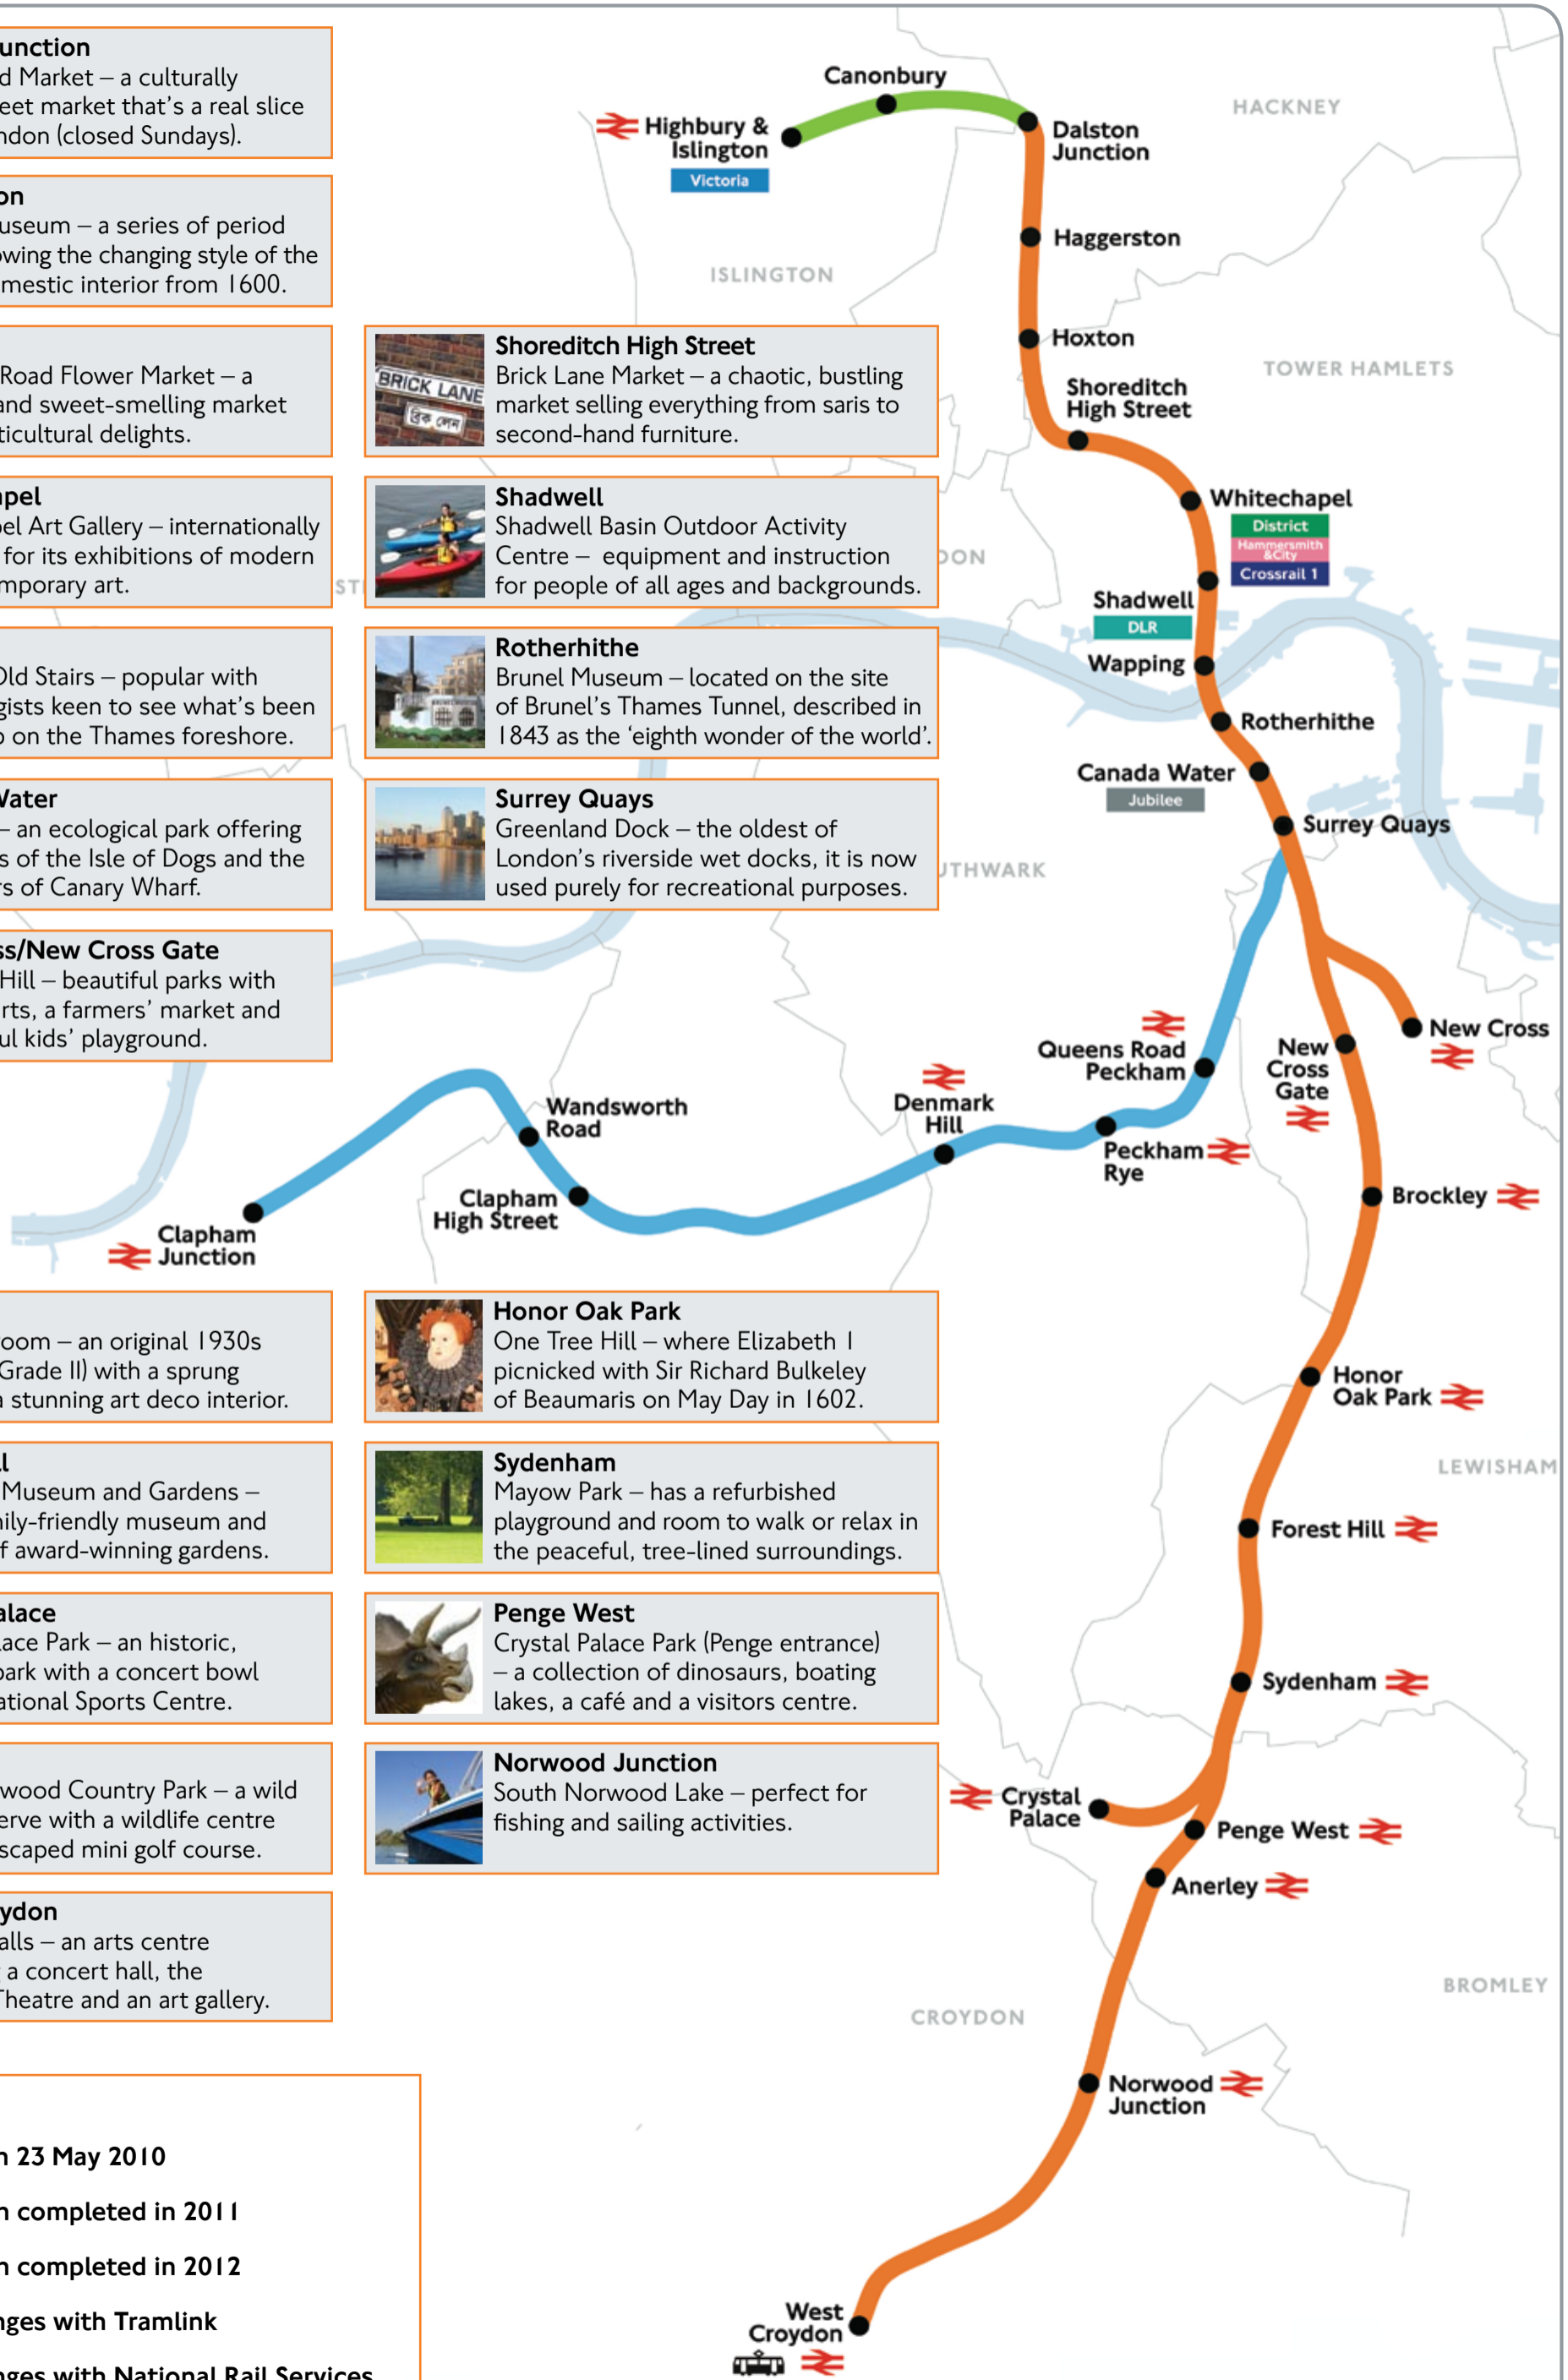 unction
d Market – a culturally
eet market that's a real slice
ndon (closed Sundays).
on
useum – a series of period
owing the changing style of the
mestic interior from 1600.
Road Flower Market – a
and sweet-smelling market
ticultural delights.
apel
el Art Gallery – internationally
for its exhibitions of modern
mporary art.
Old Stairs – popular with
gists keen to see what's been
o on the Thames foreshore.
Water
– an ecological park offering
s of the Isle of Dogs and the
rs of Canary Wharf.
ss/New Cross Gate
Hill – beautiful parks with
rts, a farmers' market and
ul kids' playground.
Shoreditch High Street
Brick Lane Market – a chaotic, bustling
market selling everything from saris to
second-hand furniture.
BRICK LANE
ব্রিক লেন
Shadwell
Shadwell Basin Outdoor Activity
Centre – equipment and instruction
for people of all ages and backgrounds.
Rotherhithe
Brunel Museum – located on the site
of Brunel's Thames Tunnel, described in
1843 as the 'eighth wonder of the world'.
Surrey Quays
Greenland Dock – the oldest of
London's riverside wet docks, it is now
used purely for recreational purposes.
Canonbury
Highbury &
Islington
Victoria
Dalston
Junction
HACKNEY
Haggerston
ISLINGTON
Hoxton
TOWER HAMLETS
Shoreditch
High Street
Whitechapel
District
Hammersmith
&City
Crossrail 1
DON
ST
Shadwell
DLR
Wapping
Rotherhithe
Canada Water
Jubilee
Surrey Quays
UTHWARK
New Cross
New
Cross
Gate
Queens Road
Peckham
Denmark
Hill
Peckham
Rye
Wandsworth
Road
Clapham
High Street
Clapham
Junction
Brockley
Honor
Oak Park
LEWISHAM
Forest Hill
Sydenham
Crystal
Palace
Penge West
Anerley
BROMLEY
CROYDON
Norwood
Junction
West
Croydon
room – an original 1930s
Grade II) with a sprung
a stunning art deco interior.
ll
Museum and Gardens –
nily-friendly museum and
f award-winning gardens.
alace
lace Park – an historic,
park with a concert bowl
ational Sports Centre.
wood Country Park – a wild
erve with a wildlife centre
scaped mini golf course.
ydon
alls – an arts centre
a concert hall, the
Theatre and an art gallery.
Honor Oak Park
One Tree Hill – where Elizabeth I
picnicked with Sir Richard Bulkeley
of Beaumaris on May Day in 1602.
Sydenham
Mayow Park – has a refurbished
playground and room to walk or relax in
the peaceful, tree-lined surroundings.
Penge West
Crystal Palace Park (Penge entrance)
– a collection of dinosaurs, boating
lakes, a café and a visitors centre.
Norwood Junction
South Norwood Lake – perfect for
fishing and sailing activities.
n 23 May 2010
n completed in 2011
n completed in 2012
nges with Tramlink
nges with National Rail Services